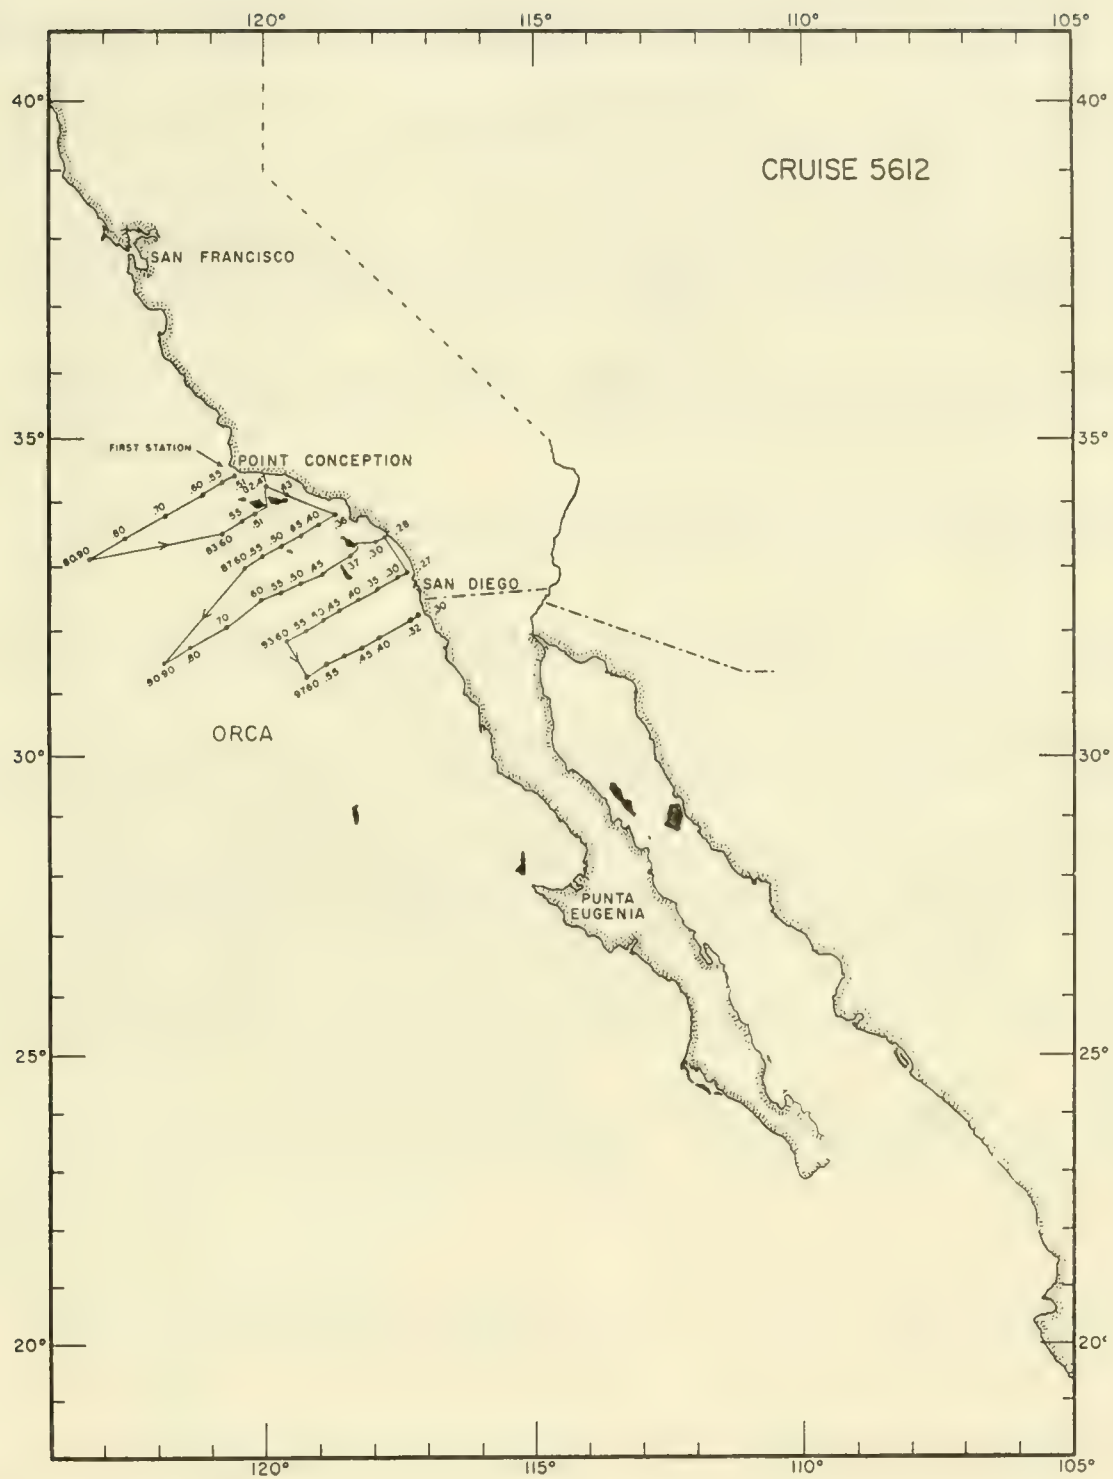 120° 115° 110° 105°
40° 40°
CRUISE 5612
SAN FRANCISCO
35° 35°
FIRST STATION
POINT CONCEPTION
80.90 .80 .70 .60 .55 .51
.52 .47 .43
83.60 .55 .51
87.60 .55 .50 .45 .40 .36
90.90 .80 .70 .60 .55 .50 .45 .37 .30 .28
93.60 .55 .50 .45 .40 .35 .30 .27
SAN DIEGO
97.60 .55 .45 .40 .32 .30
ORCA
30° 30°
PUNTA
EUGENIA
25° 25°
20° 20°
120° 115° 110° 105°